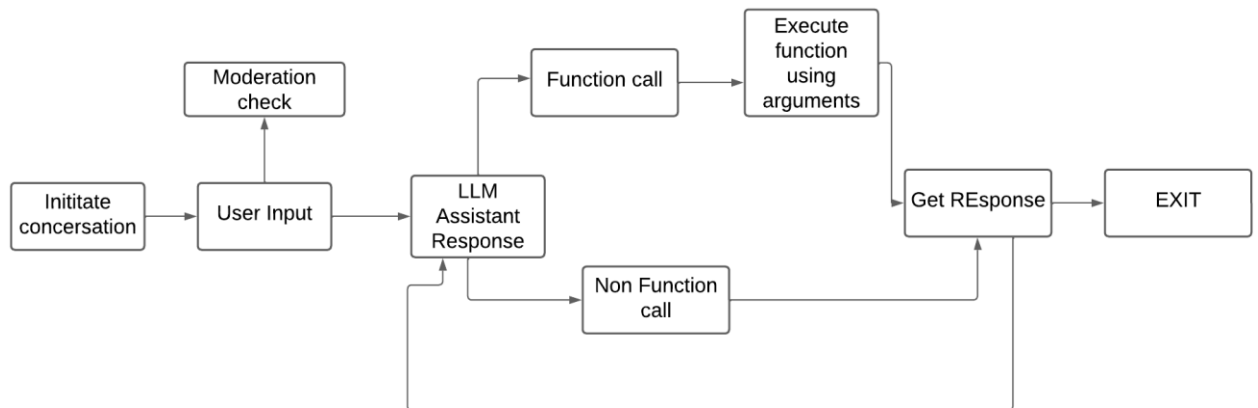 Execute
function
using
arguments
Function call
Moderation
check
Inititate
concersation
User Input
LLM
Assistant
Response
Get REsponse
EXIT
Non Function
call